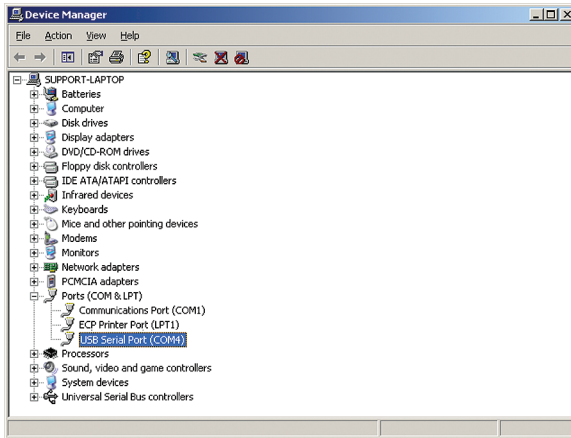 Device Manager
File Action View Help
SUPPORT-LAPTOP
Batteries
Computer
Disk drives
Display adapters
DVD/CD-ROM drives
Floppy disk controllers
IDE ATA/ATAPI controllers
Infrared devices
Keyboards
Mice and other pointing devices
Modems
Monitors
Network adapters
PCMCIA adapters
Ports (COM & LPT)
Communications Port (COM1)
ECP Printer Port (LPT1)
USB Serial Port (COM4)
Processors
Sound, video and game controllers
System devices
Universal Serial Bus controllers